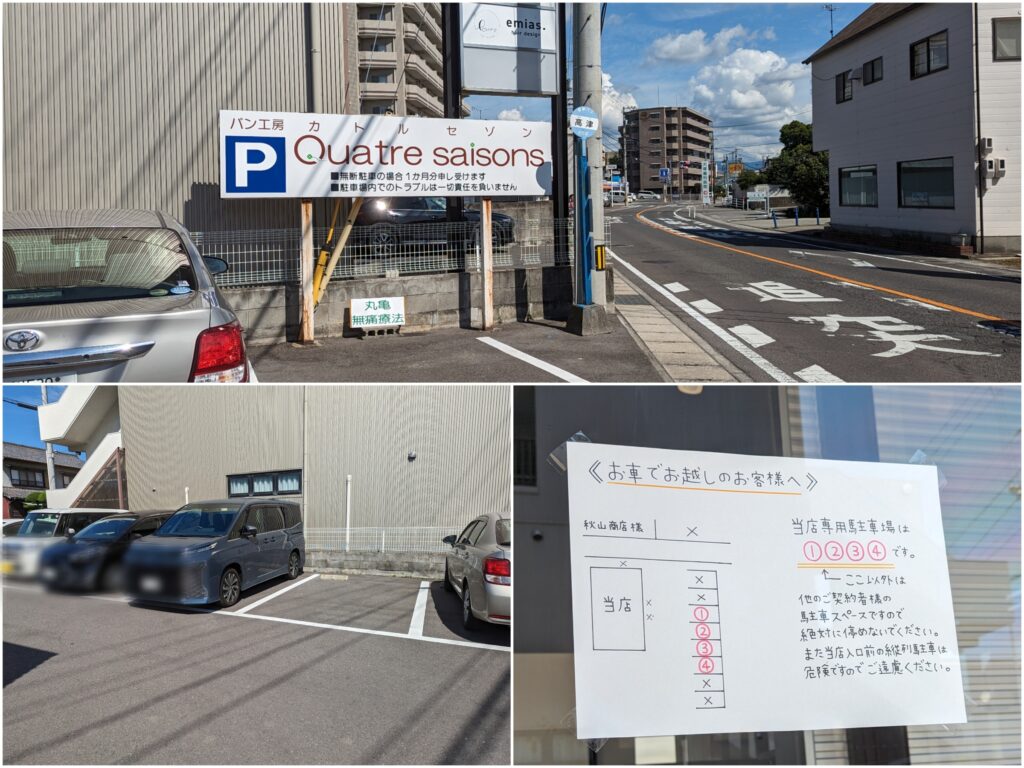 emias.
hair design
パン工房 カトルセゾン
P Quatre saisons
■無断駐車の場合1か月分申し受けます
■駐車場内でのトラブルは一切責任を負いません
高津
丸亀
無痛療法
《お車でお越しのお客様へ》
秋山商店様
×
×
当店
×
×
×
×
①
②
③
④
×
×
当店専用駐車場は
①②③④です。
↑ここ以外は
他のご契約者様の
駐車スペースですので
絶対に停めないでください。
また当店入口前の縦列駐車は
危険ですのでご遠慮ください。